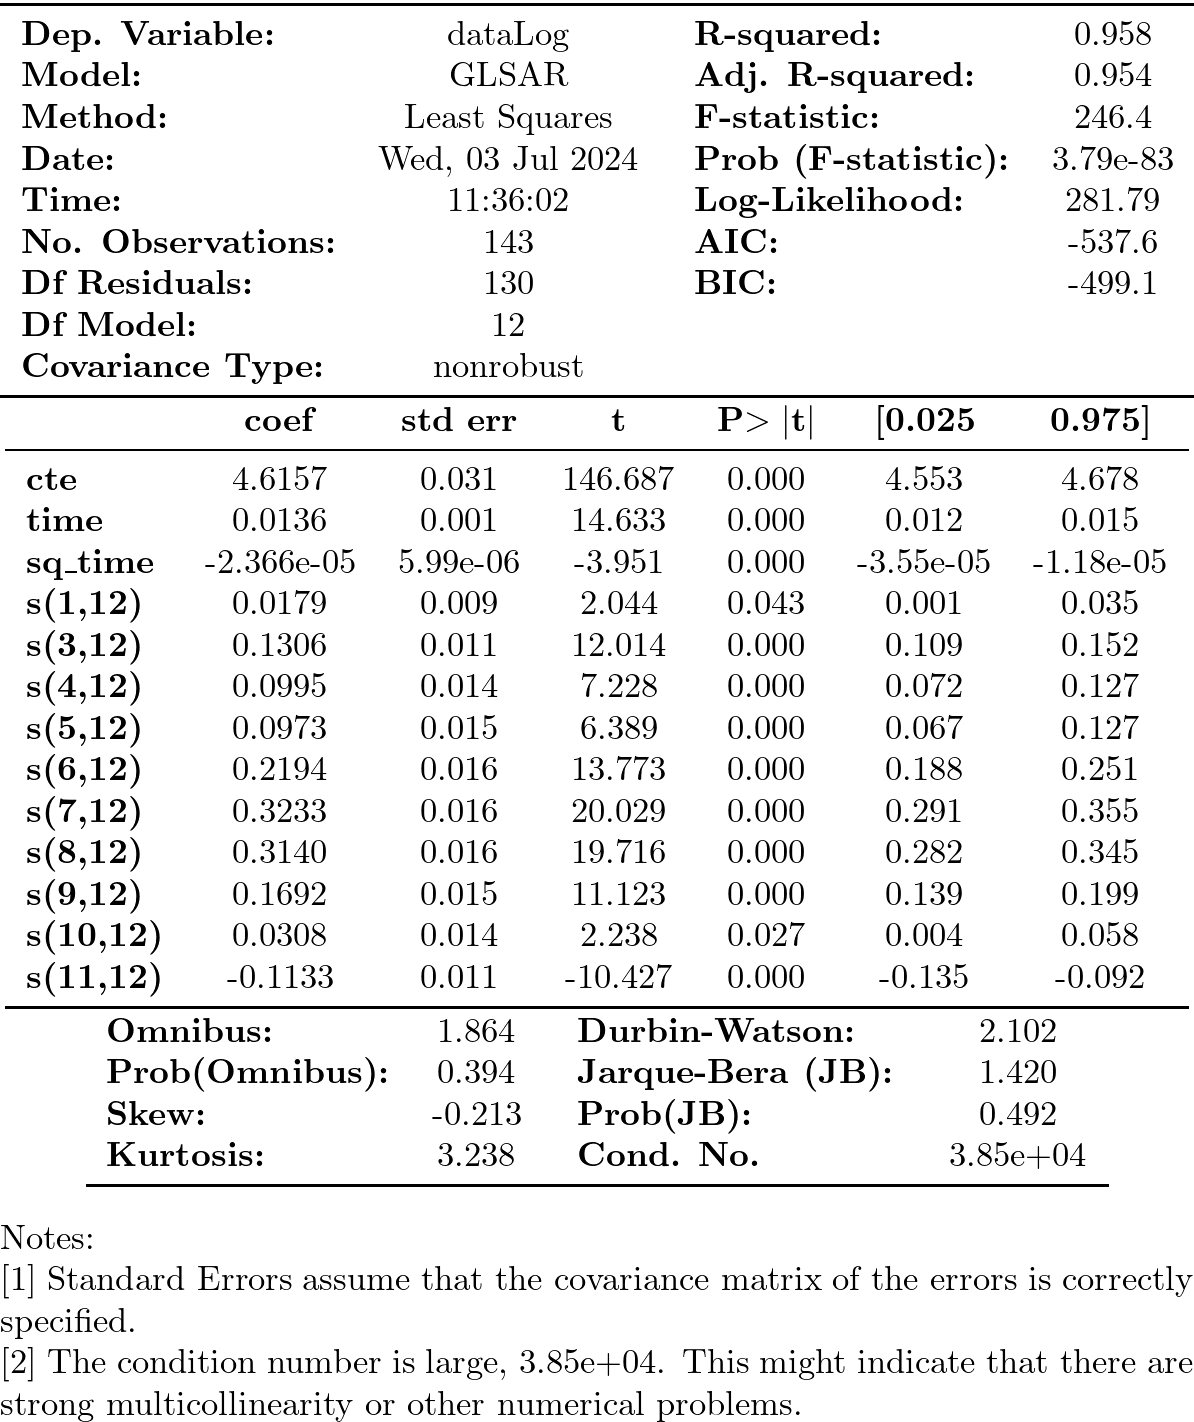 Dep. Variable: dataLog R-squared: 0.958
Model: GLSAR Adj. R-squared: 0.954
Method: Least Squares F-statistic: 246.4
Date: Wed, 03 Jul 2024 Prob (F-statistic): 3.79e-83
Time: 11:36:02 Log-Likelihood: 281.79
No. Observations: 143 AIC: -537.6
Df Residuals: 130 BIC: -499.1
Df Model: 12
Covariance Type: nonrobust
coef std err t P> |t| [0.025 0.975]
cte 4.6157 0.031 146.687 0.000 4.553 4.678
time 0.0136 0.001 14.633 0.000 0.012 0.015
sq_time -2.366e-05 5.99e-06 -3.951 0.000 -3.55e-05 -1.18e-05
s(1,12) 0.0179 0.009 2.044 0.043 0.001 0.035
s(3,12) 0.1306 0.011 12.014 0.000 0.109 0.152
s(4,12) 0.0995 0.014 7.228 0.000 0.072 0.127
s(5,12) 0.0973 0.015 6.389 0.000 0.067 0.127
s(6,12) 0.2194 0.016 13.773 0.000 0.188 0.251
s(7,12) 0.3233 0.016 20.029 0.000 0.291 0.355
s(8,12) 0.3140 0.016 19.716 0.000 0.282 0.345
s(9,12) 0.1692 0.015 11.123 0.000 0.139 0.199
s(10,12) 0.0308 0.014 2.238 0.027 0.004 0.058
s(11,12) -0.1133 0.011 -10.427 0.000 -0.135 -0.092
Omnibus: 1.864 Durbin-Watson: 2.102
Prob(Omnibus): 0.394 Jarque-Bera (JB): 1.420
Skew: -0.213 Prob(JB): 0.492
Kurtosis: 3.238 Cond. No. 3.85e+04
Notes:
[1] Standard Errors assume that the covariance matrix of the errors is correctly
specified.
[2] The condition number is large, 3.85e+04. This might indicate that there are
strong multicollinearity or other numerical problems.